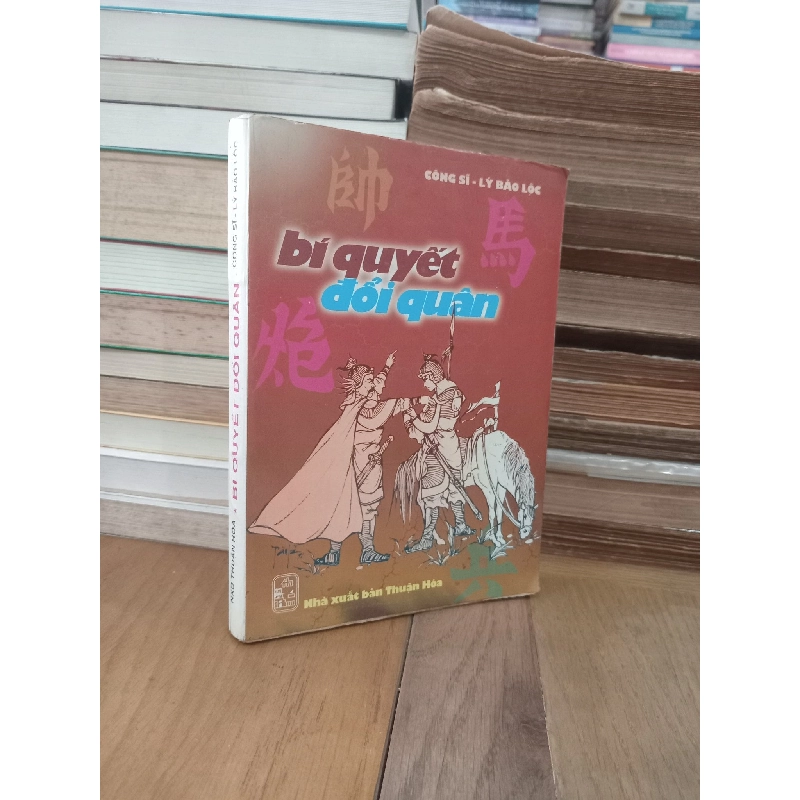 CÔNG SĨ - LÝ BẢO LỘC
帥
馬
bí quyết
đổi quân
炮
兵
Nhà xuất bản Thuận Hóa
NXB THUẬN HÓA • BÍ QUYẾT ĐỔI QUÂN CÔNG SĨ - LÝ BẢO LỘC